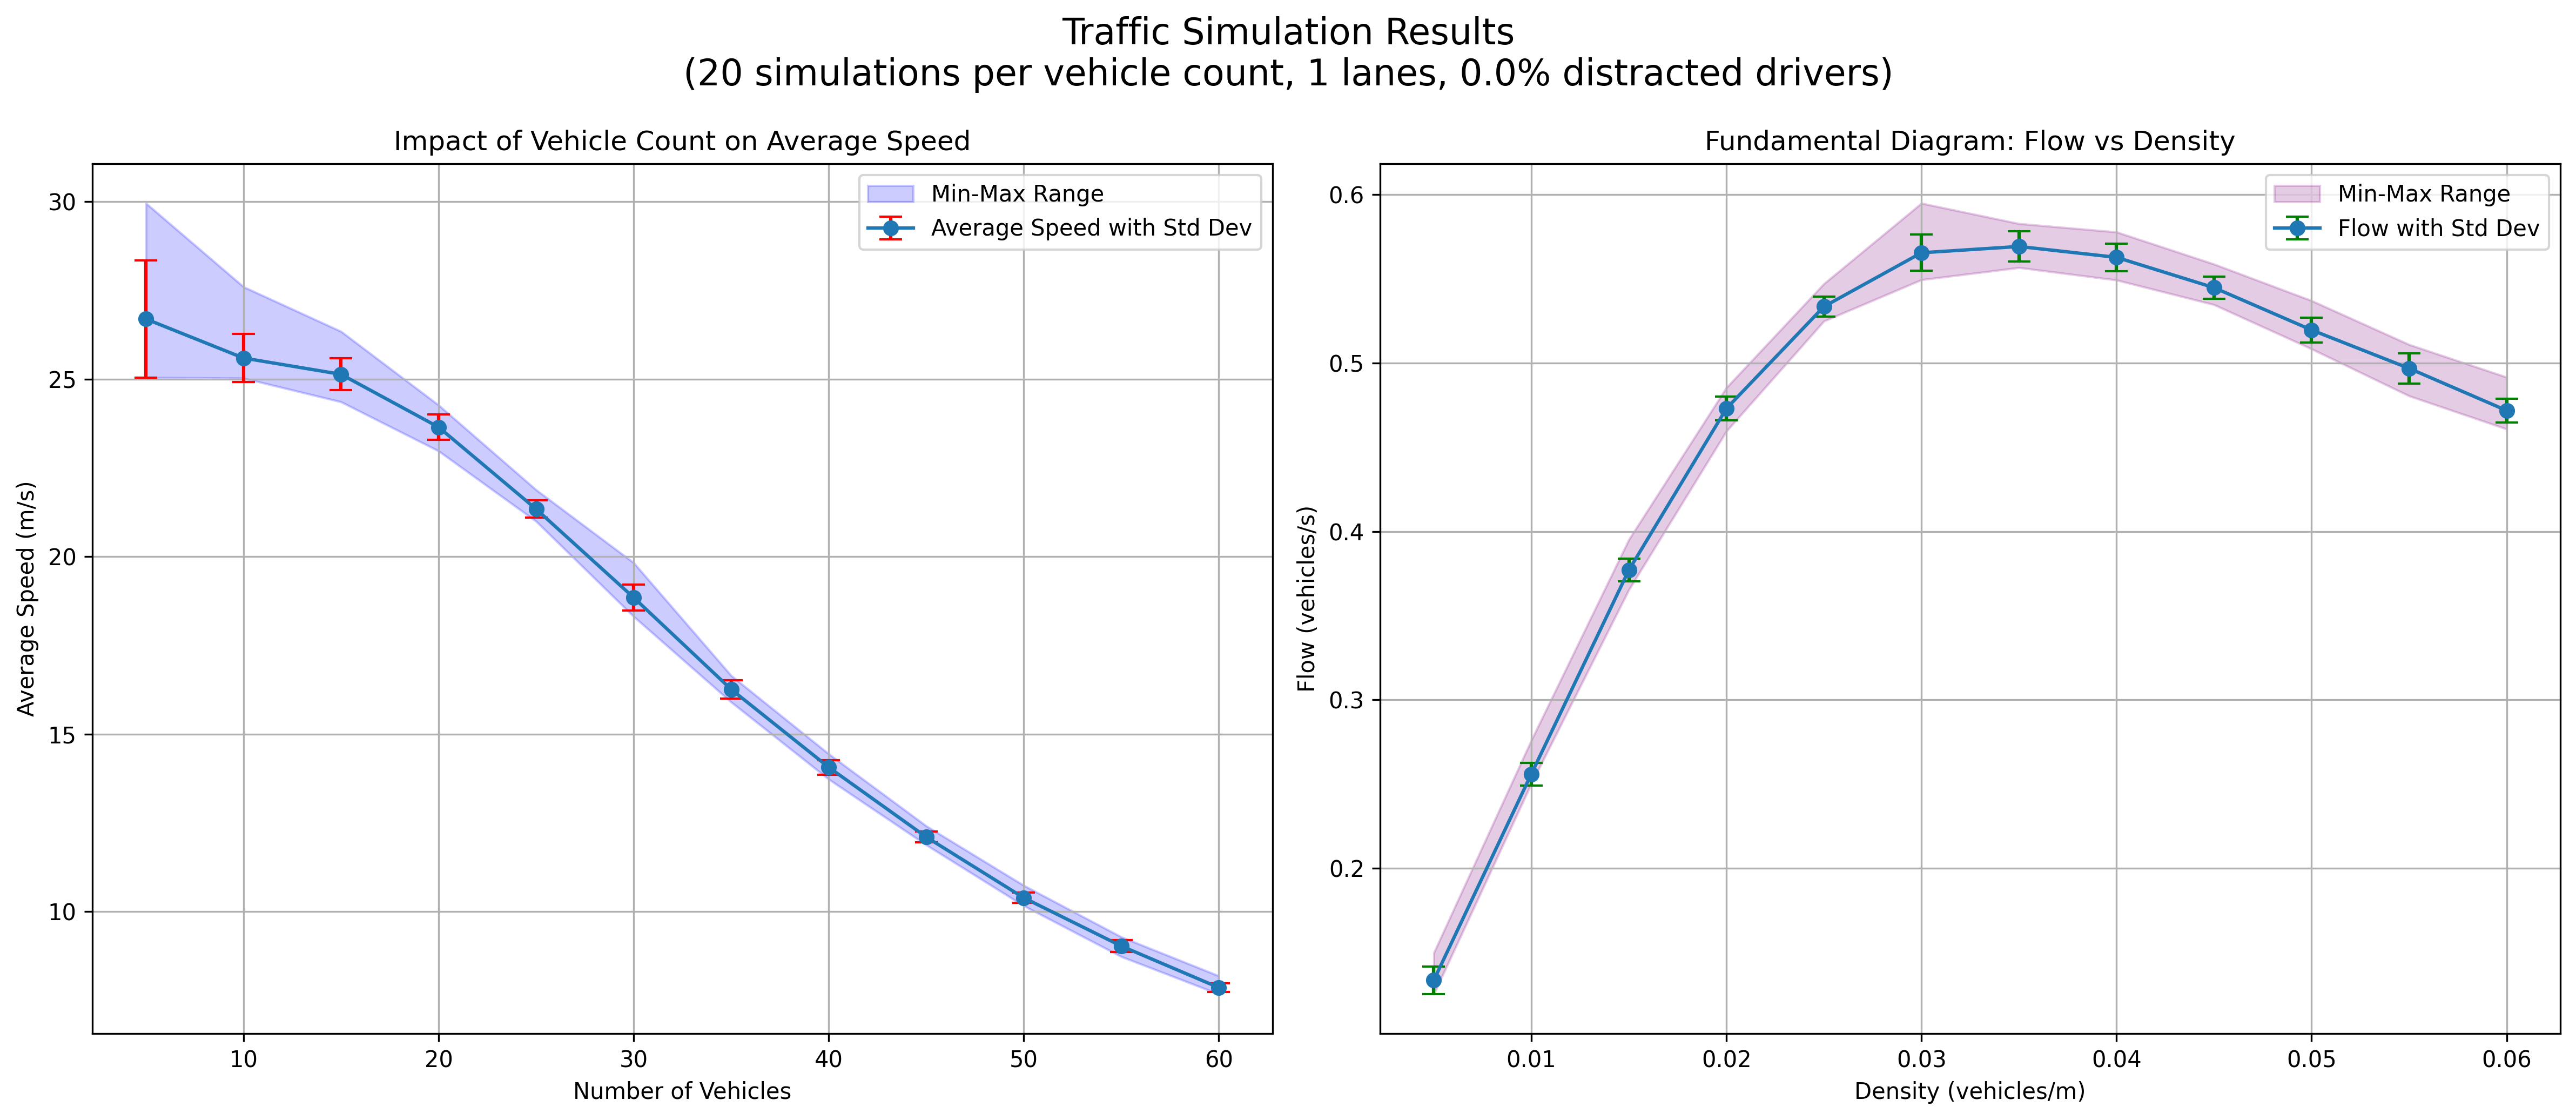 Traffic Simulation Results
(20 simulations per vehicle count, 1 lanes, 0.0% distracted drivers)
Impact of Vehicle Count on Average Speed
Min-Max Range
Average Speed with Std Dev
30
25
20
15
10
Average Speed (m/s)
10
20
30
40
50
60
Number of Vehicles
Fundamental Diagram: Flow vs Density
Min-Max Range
Flow with Std Dev
0.6
0.5
0.4
0.3
0.2
Flow (vehicles/s)
0.01
0.02
0.03
0.04
0.05
0.06
Density (vehicles/m)